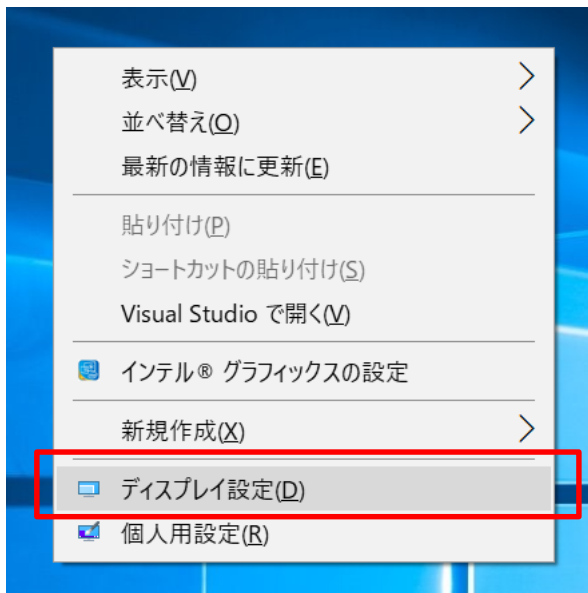 表示(V)
並べ替え(O)
最新の情報に更新(E)
貼り付け(P)
ショートカットの貼り付け(S)
Visual Studio で開く(V)
インテル® グラフィックスの設定
新規作成(X)
ディスプレイ設定(D)
個人用設定(R)